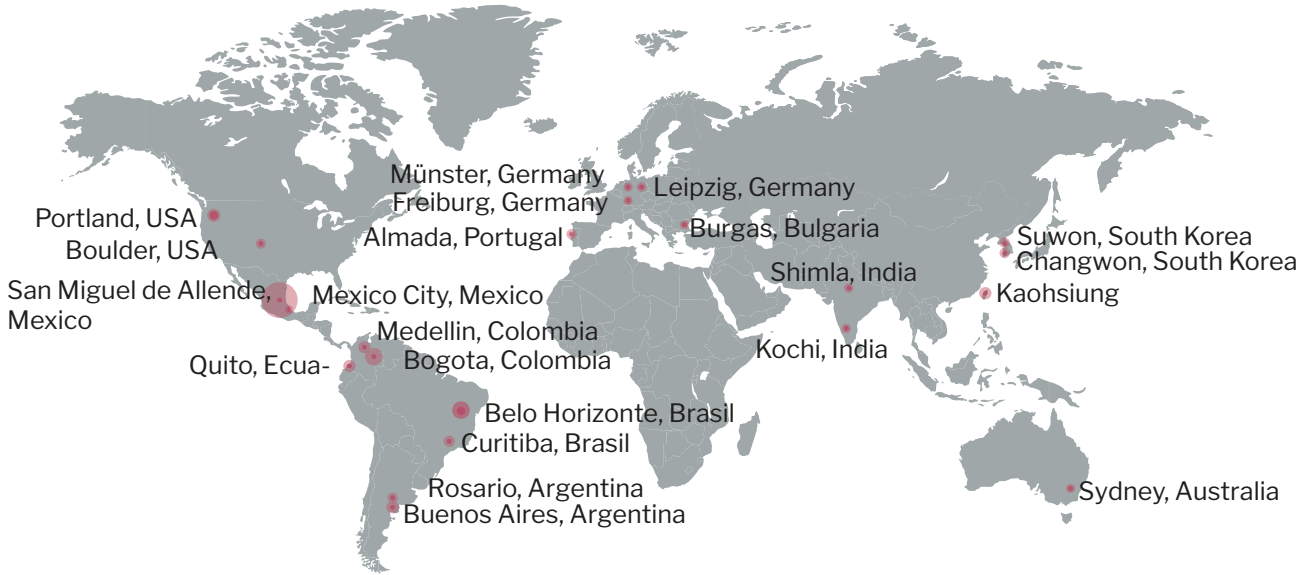 Münster, Germany
Leipzig, Germany
Freiburg, Germany
Portland, USA
Burgas, Bulgaria
Almada, Portugal
Boulder, USA
Suwon, South Korea
Changwon, South Korea
Shimla, India
San Miguel de Allende,
Mexico
Mexico City, Mexico
Kaohsiung
Medellin, Colombia
Kochi, India
Bogota, Colombia
Quito, Ecua-
Belo Horizonte, Brasil
Curitiba, Brasil
Rosario, Argentina
Sydney, Australia
Buenos Aires, Argentina